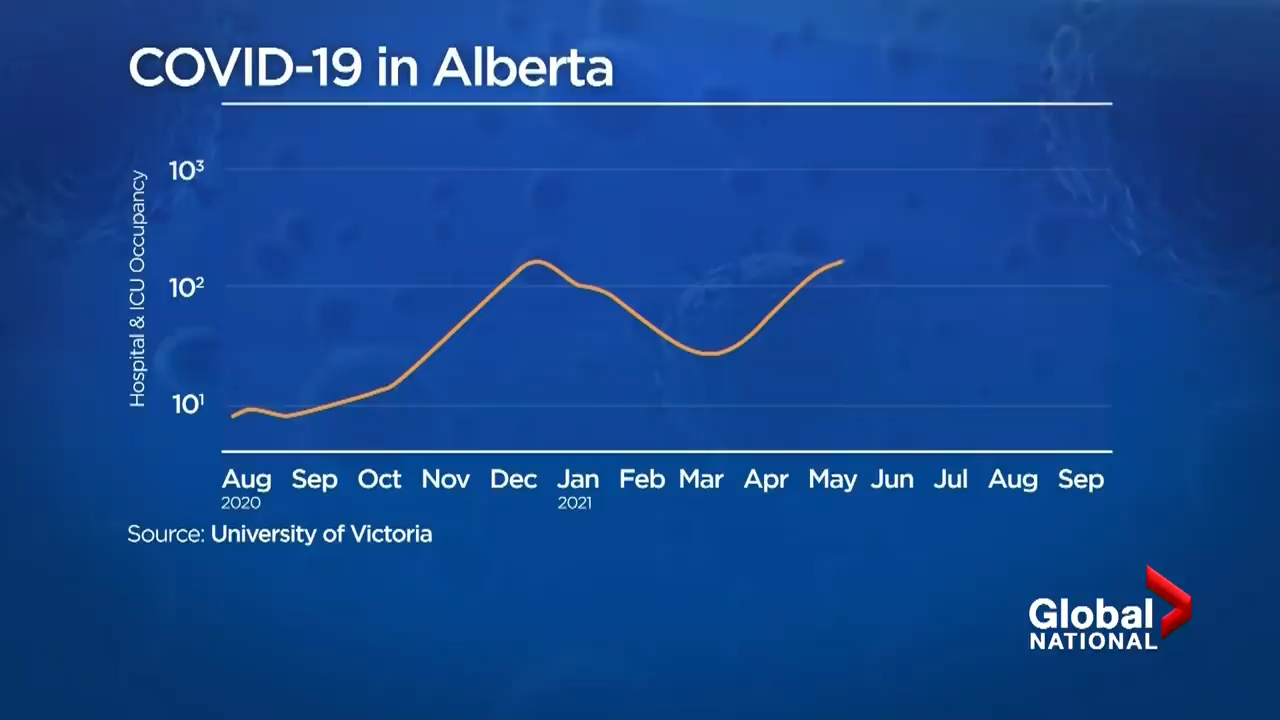 COVID-19 in Alberta
Hospital & ICU Occupancy
10³
10²
10¹
Aug Sep Oct Nov Dec Jan Feb Mar Apr May Jun Jul Aug Sep
2020 2021
Source: University of Victoria
Global
NATIONAL